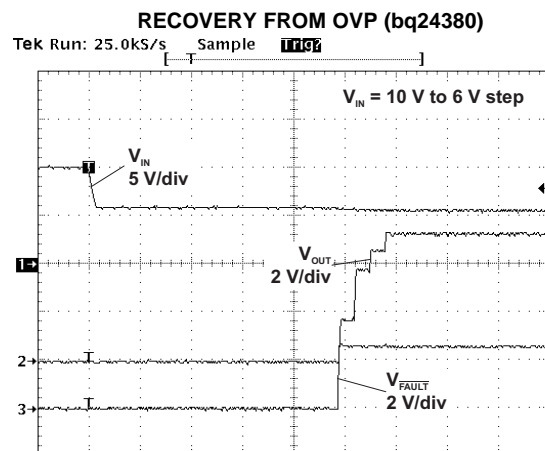 RECOVERY FROM OVP (bq24380)
Tek Run: 25.0kS/s Sample Trig?
T
VIN = 10 V to 6 V step
T
VIN
5 V/div
1
VOUT
2 V/div
2
T
VFAULT
2 V/div
3
T